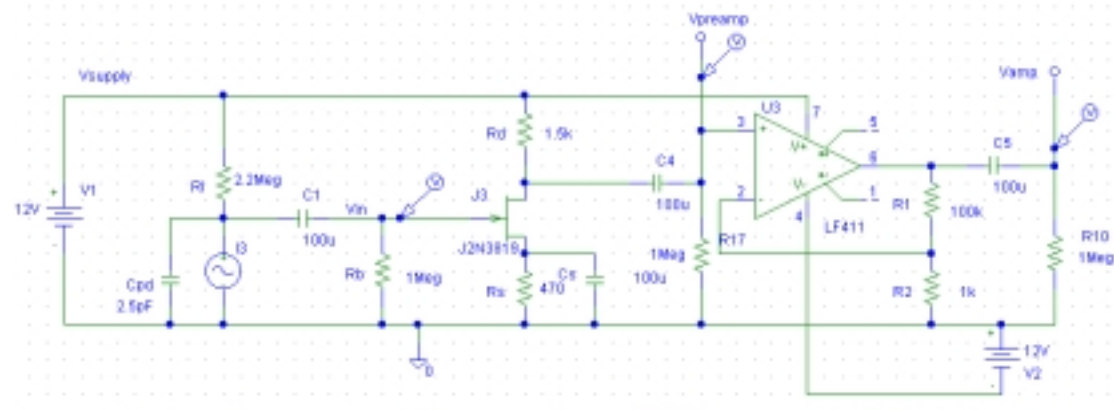 Vpreamp
V
Vsupply
Vamp
V
U3
7
Rd
1.5k
3
+
5
V+
C4
6
C5
V1
12V
2.2Meg
C1
J3
100u
2
-
V-
1
100u
R1
100k
Vin
V
4
LF411
100u
I3
J2N3819
R17
R10
1Meg
Cpd
2.5pF
Rb
1Meg
Rs
470
Cs
100u
1Meg
R2
1k
0
12V
V2